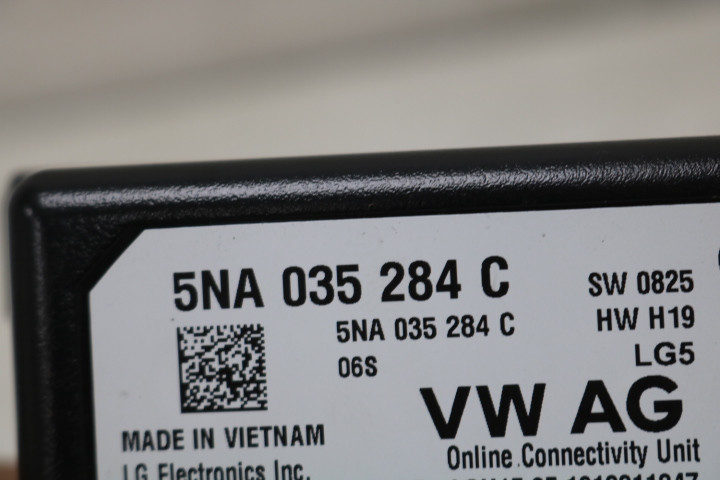 5NA 035 284 C
SW 0825
5NA 035 284 C
HW H19
06S
LG5
VW AG
MADE IN VIETNAM
Online Connectivity Unit
LG Electronics Inc.